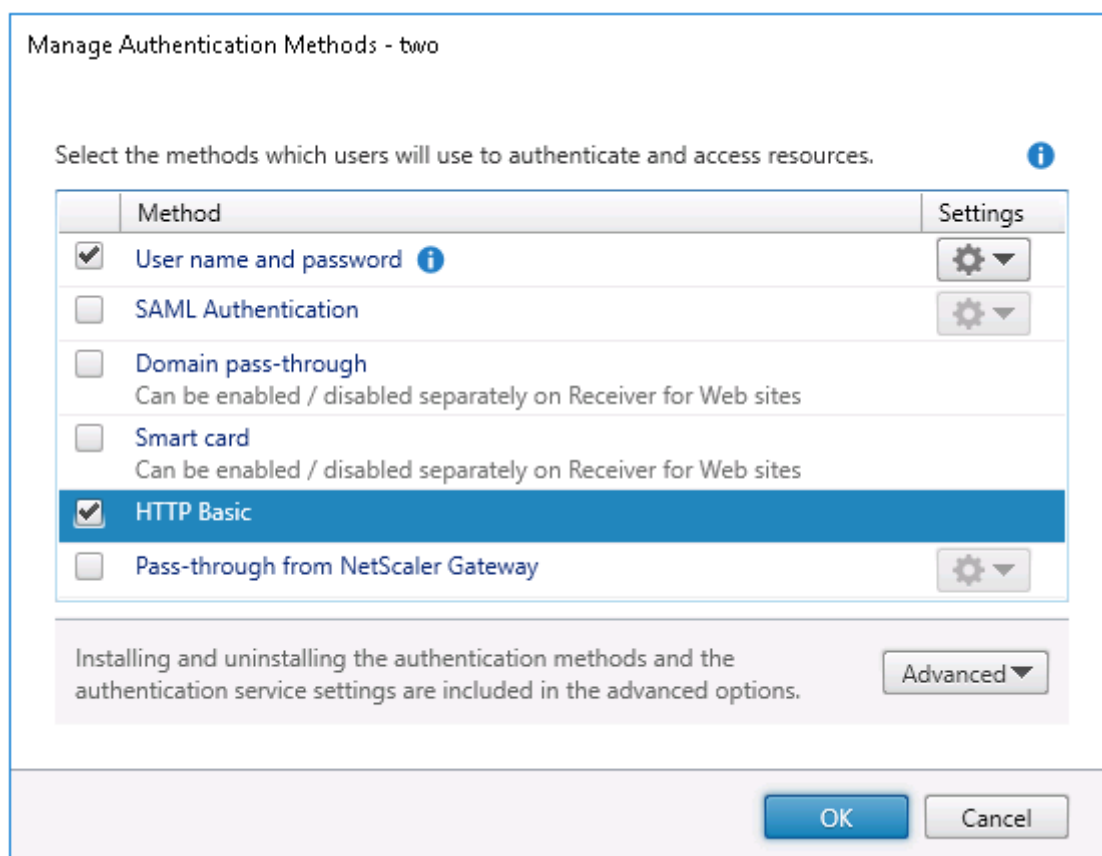 Manage Authentication Methods - two
Select the methods which users will use to authenticate and access resources.
Method Settings
User name and password
SAML Authentication
Domain pass-through
Can be enabled / disabled separately on Receiver for Web sites
Smart card
Can be enabled / disabled separately on Receiver for Web sites
HTTP Basic
Pass-through from NetScaler Gateway
Installing and uninstalling the authentication methods and the
authentication service settings are included in the advanced options.
Advanced
OK Cancel